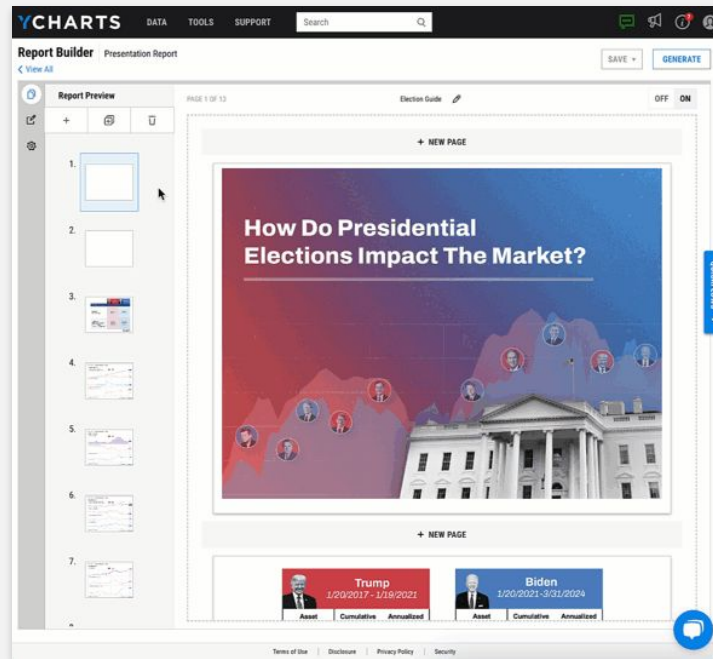 YCHARTS DATA TOOLS SUPPORT Search
Report Builder Presentation Report
View All
SAVE
GENERATE
Report Preview
PAGE 1 OF 13
Election Guide
OFF ON
+ NEW PAGE
1.
2.
3.
4.
5.
6.
7.
How Do Presidential
Elections Impact The Market?
+ NEW PAGE
Trump
1/20/2017 - 1/19/2021
Asset Cumulative Annualized
Biden
1/20/2021-3/31/2024
Asset Cumulative Annualized
Terms of Use | Disclosure | Privacy Policy | Security